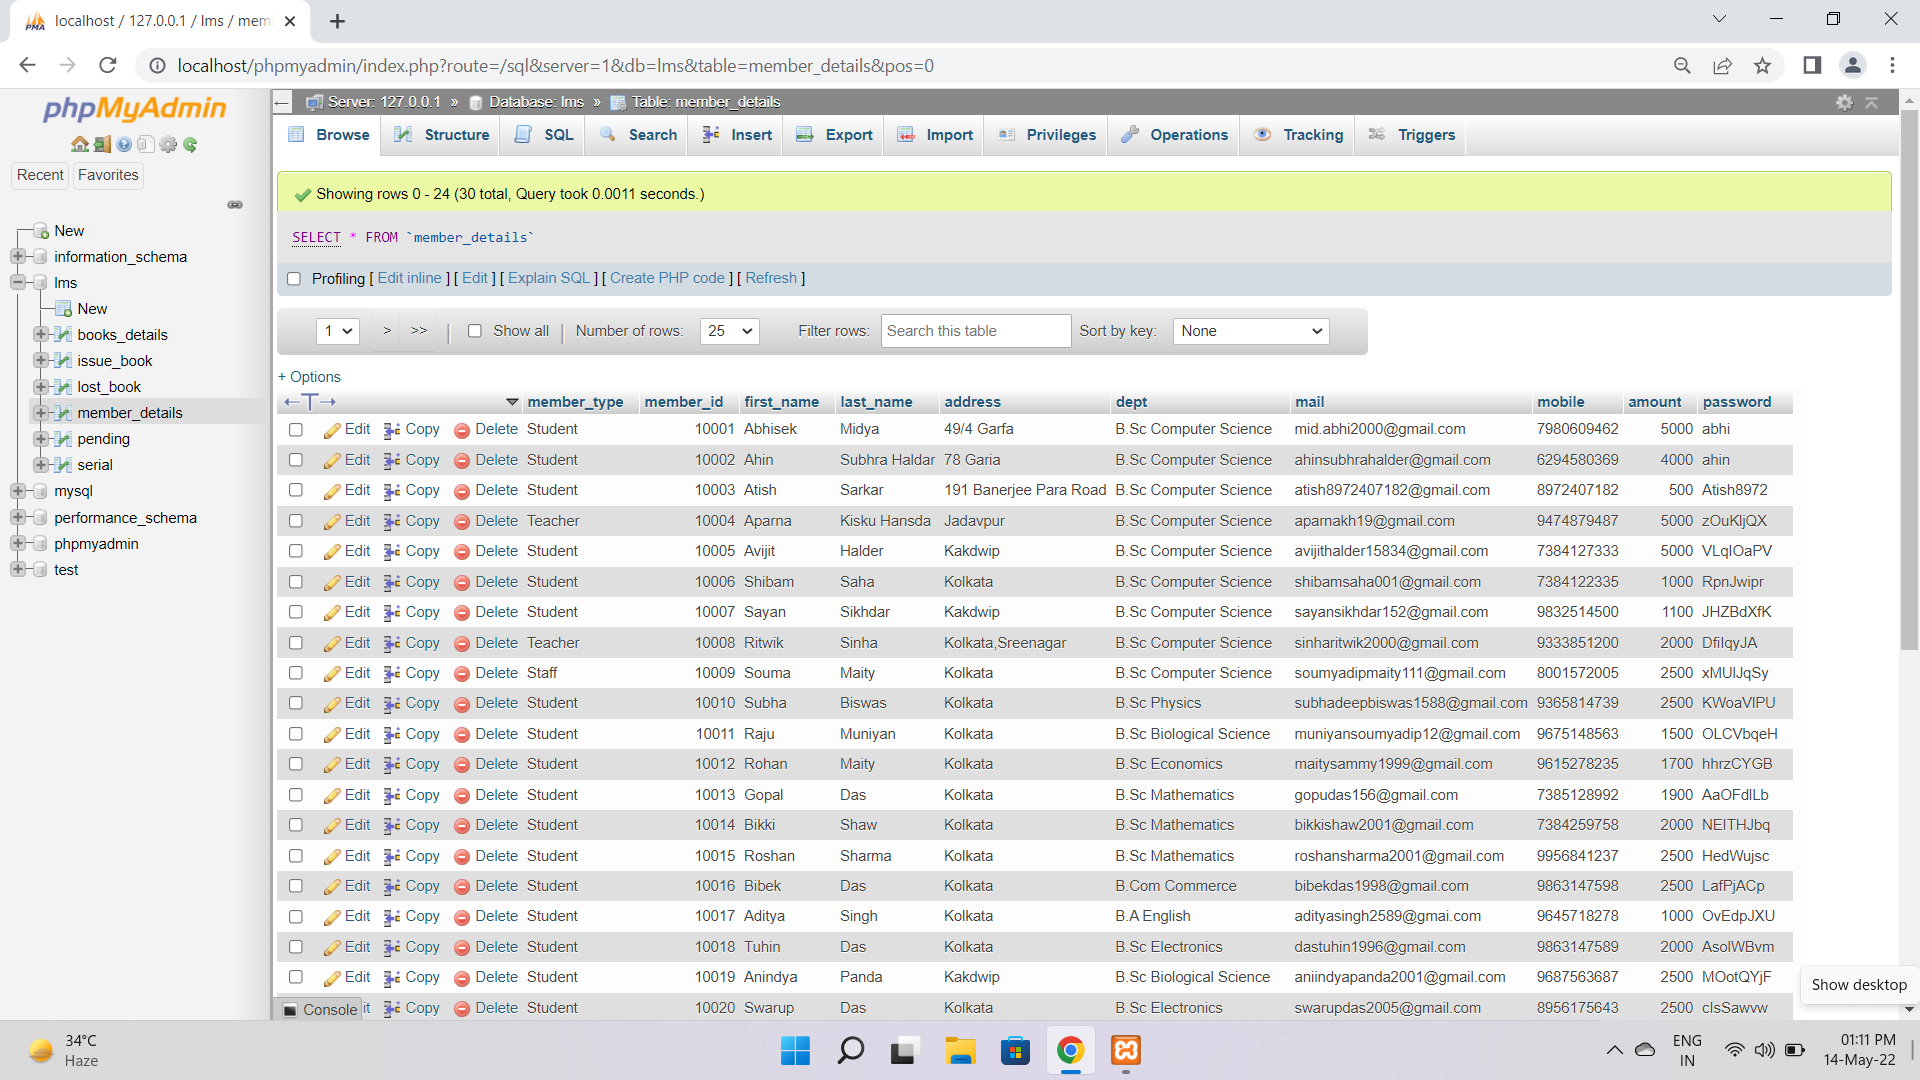 localhost / 127.0.0.1 / lms / mem
localhost/phpmyadmin/index.php?route=/sql&server=1&db=lms&table=member_details&pos=0
phpMyAdmin
Recent Favorites
New
information_schema
lms
New
books_details
issue_book
lost_book
member_details
pending
serial
mysql
performance_schema
phpmyadmin
test
Server: 127.0.0.1 » Database: lms » Table: member_details
Browse Structure SQL Search Insert Export Import Privileges Operations Tracking Triggers
Showing rows 0 - 24 (30 total, Query took 0.0011 seconds.)
SELECT * FROM `member_details`
Profiling [ Edit inline ] [ Edit ] [ Explain SQL ] [ Create PHP code ] [ Refresh ]
1 > >> | Show all | Number of rows: 25 Filter rows: Search this table Sort by key: None
+ Options
←T→ member_type member_id first_name last_name address dept mail mobile amount password
Edit Copy Delete Student 10001 Abhisek Midya 49/4 Garfa B.Sc Computer Science mid.abhi2000@gmail.com 7980609462 5000 abhi
Edit Copy Delete Student 10002 Ahin Subhra Haldar 78 Garia B.Sc Computer Science ahinsubhrahalder@gmail.com 6294580369 4000 ahin
Edit Copy Delete Student 10003 Atish Sarkar 191 Banerjee Para Road B.Sc Computer Science atish8972407182@gmail.com 8972407182 500 Atish8972
Edit Copy Delete Teacher 10004 Aparna Kisku Hansda Jadavpur B.Sc Computer Science aparnakh19@gmail.com 9474879487 5000
Edit Copy Delete Student 10005 Avijit Halder Kakdwip B.Sc Computer Science avijithalder15834@gmail.com 7384127333 5000
Edit Copy Delete Student 10006 Shibam Saha Kolkata B.Sc Computer Science shibamsaha001@gmail.com 7384122335 1000 RpnJwipr
Edit Copy Delete Student 10007 Sayan Sikhdar Kakdwip B.Sc Computer Science sayansikhdar152@gmail.com 9832514500 1100 JHZBdXfK
Edit Copy Delete Teacher 10008 Ritwik Sinha Kolkata,Sreenagar B.Sc Computer Science sinharitwik2000@gmail.com 9333851200 2000
Edit Copy Delete Staff 10009 Souma Maity Kolkata B.Sc Computer Science soumyadipmaity111@gmail.com 8001572005 2500
Edit Copy Delete Student 10010 Subha Biswas Kolkata B.Sc Physics subhadeepbiswas1588@gmail.com 9365814739 2500
Edit Copy Delete Student 10011 Raju Muniyan Kolkata B.Sc Biological Science muniyansoumyadip12@gmail.com 9675148563 1500 OLCVbqeH
Edit Copy Delete Student 10012 Rohan Maity Kolkata B.Sc Economics maitysammy1999@gmail.com 9615278235 1700 hhrzCYGB
Edit Copy Delete Student 10013 Gopal Das Kolkata B.Sc Mathematics gopudas156@gmail.com 7385128992 1900
Edit Copy Delete Student 10014 Bikki Shaw Kolkata B.Sc Mathematics bikkishaw2001@gmail.com 7384259758 2000
Edit Copy Delete Student 10015 Roshan Sharma Kolkata B.Sc Mathematics roshansharma2001@gmail.com 9956841237 2500 HedWujsc
Edit Copy Delete Student 10016 Bibek Das Kolkata B.Com Commerce bibekdas1998@gmail.com 9863147598 2500 LafPjACp
Edit Copy Delete Student 10017 Aditya Singh Kolkata B.A English adityasingh2589@gmai.com 9645718278 1000 OvEdpJXU
Edit Copy Delete Student 10018 Tuhin Das Kolkata B.Sc Electronics dastuhin1996@gmail.com 9863147589 2000
Edit Copy Delete Student 10019 Anindya Panda Kakdwip B.Sc Biological Science aniindyapanda2001@gmail.com 9687563687 2500 MOotQYjF
it Copy Delete Student 10020 Swarup Das Kolkata B.Sc Electronics swarupdas2005@gmail.com 8956175643 2500
Console
Show desktop
34°C
Haze
ENG
IN
01:11 PM
14-May-22